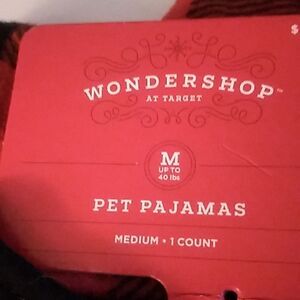 $
WONDERSHOP™
AT TARGET
M
UP TO
40 lbs
PET PAJAMAS
MEDIUM • 1 COUNT